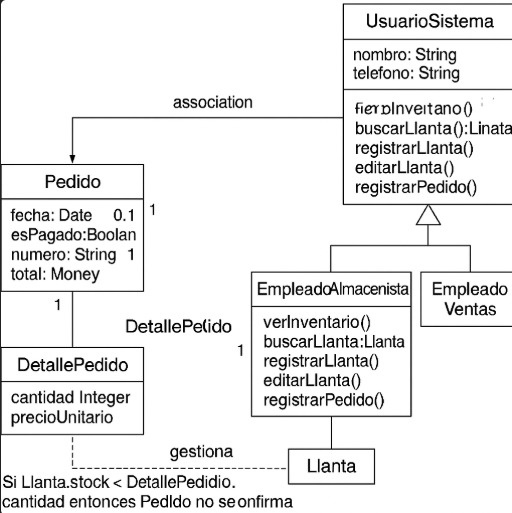 UsuarioSistema
nombro: String
telefono: String
buscarLlanta():Linata
registrarLlanta()
editarLlanta()
registrarPedido()
association
Pedido
fecha: Date 0.1
esPagado:Boolan
numero: String 1
total: Money
1
1
EmpleadoAlmacenista
verInventario()
buscarLlanta:Llanta
registrarLlanta()
editarLlanta()
registrarPedido()
Empleado
Ventas
DetallePedido
1
DetallePedido
cantidad Integer
precioUnitario
gestiona
Llanta
Si Llanta.stock < DetallePedidio.
cantidad entonces PedIdo no seonfirma